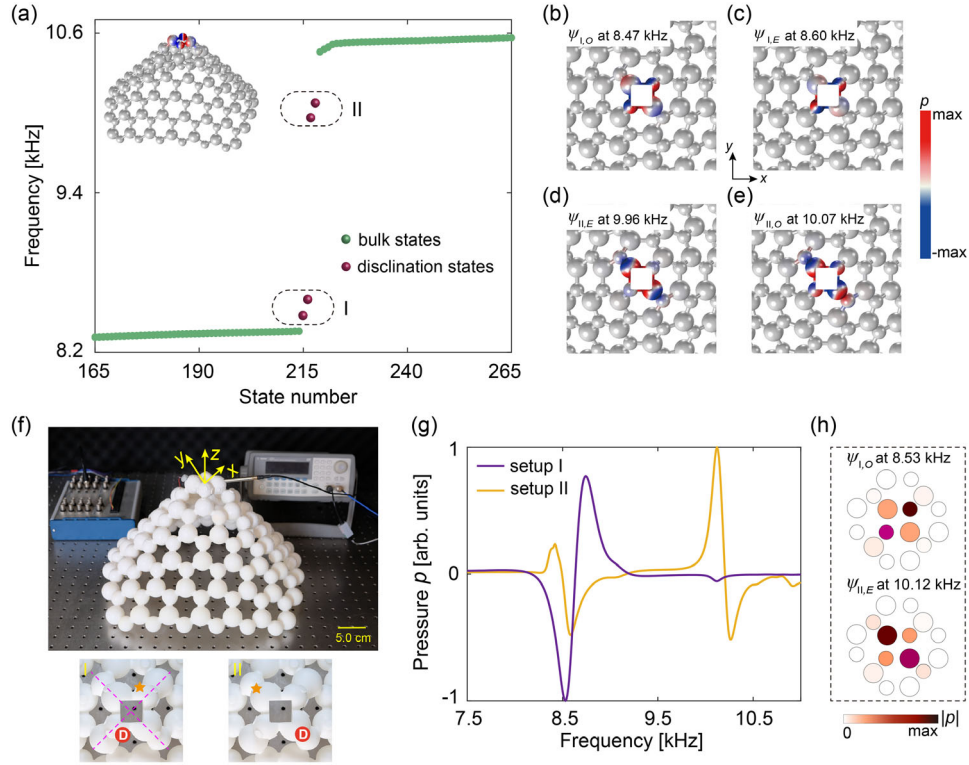 (a)
10.6
9.4
8.2
Frequency [kHz]
II
bulk states
disclination states
I
165
190
215
240
265
State number
(b)
ψI,O at 8.47 kHz
(c)
ψI,E at 8.60 kHz
y
x
(d)
ψII,E at 9.96 kHz
(e)
ψII,O at 10.07 kHz
p
max
-max
(f)
y
z
x
5.0 cm
I
D
II
D
(g)
1
0
-1
Pressure p [arb. units]
setup I
setup II
7.5
8.5
9.5
10.5
Frequency [kHz]
(h)
ψI,O at 8.53 kHz
ψII,E at 10.12 kHz
|p|
0
max